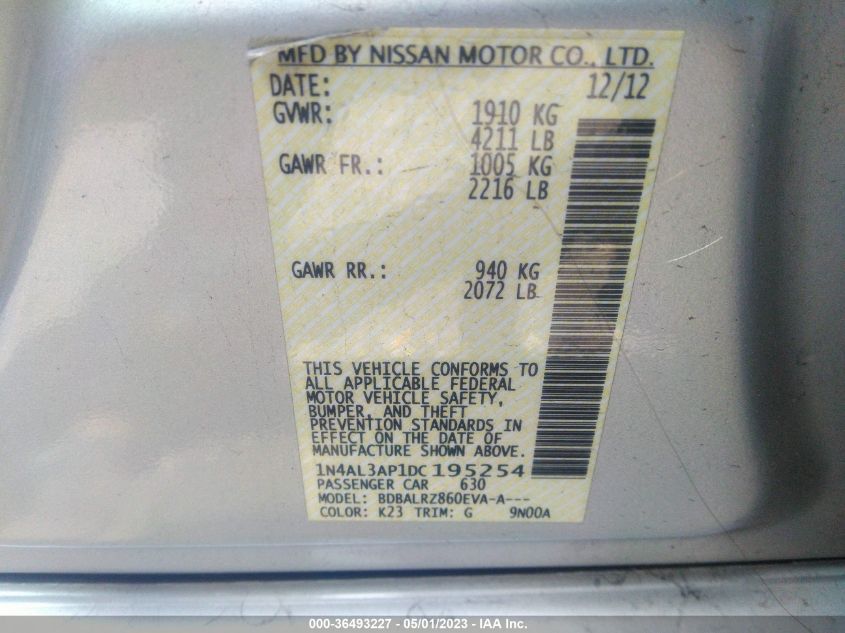 MFD BY NISSAN MOTOR CO., LTD.
DATE: 12/12
GVWR: 1910 KG
4211 LB
GAWR FR.: 1005 KG
2216 LB
GAWR RR.: 940 KG
2072 LB
THIS VEHICLE CONFORMS TO
ALL APPLICABLE FEDERAL
MOTOR VEHICLE SAFETY,
BUMPER, AND THEFT
PREVENTION STANDARDS IN
EFFECT ON THE DATE OF
MANUFACTURE SHOWN ABOVE.
1N4AL3AP1DC195254
PASSENGER CAR 630
MODEL: BDBALRZ860EVA-A---
COLOR: K23 TRIM: G 9N00A
000-36493227 - 05/01/2023 - IAA Inc.